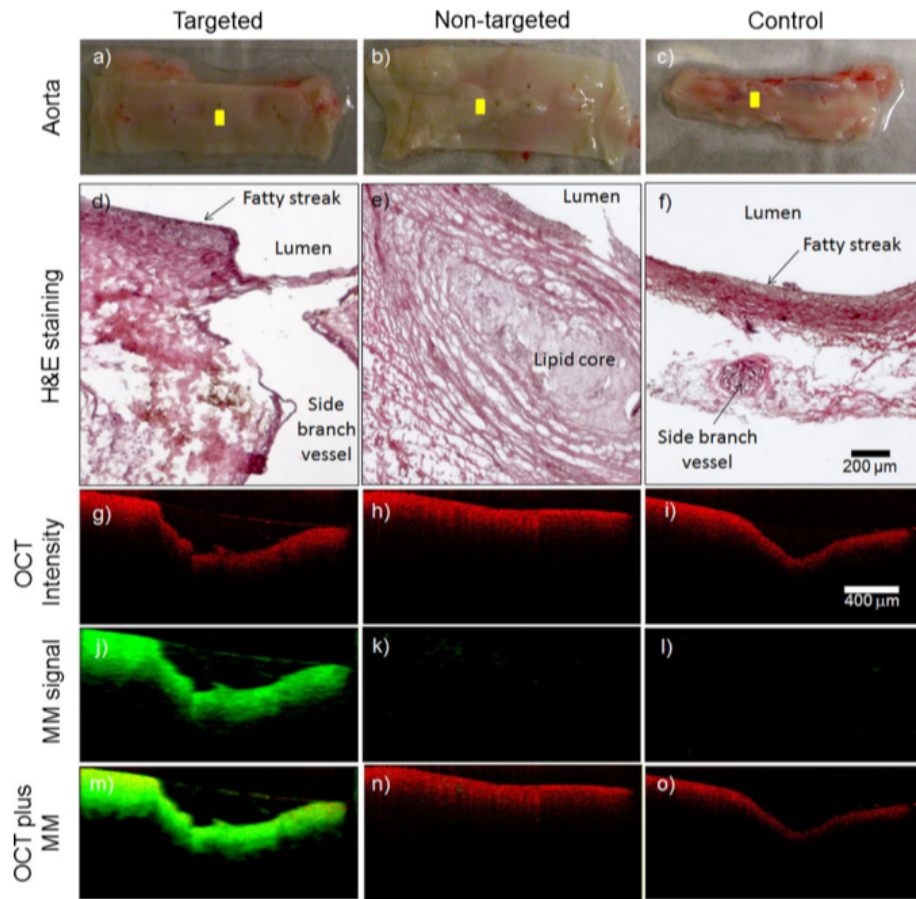 Targeted Non-targeted Control
Aorta
a) b) c)
H&E staining
d) e) f)
Fatty streak
Lumen
Side
branch
vessel
Lumen
Lipid core
Lumen
Fatty streak
Side branch
vessel
200 µm
OCT
Intensity
g) h) i)
400 µm
MM signal
j) k) l)
OCT plus
MM
m) n) o)